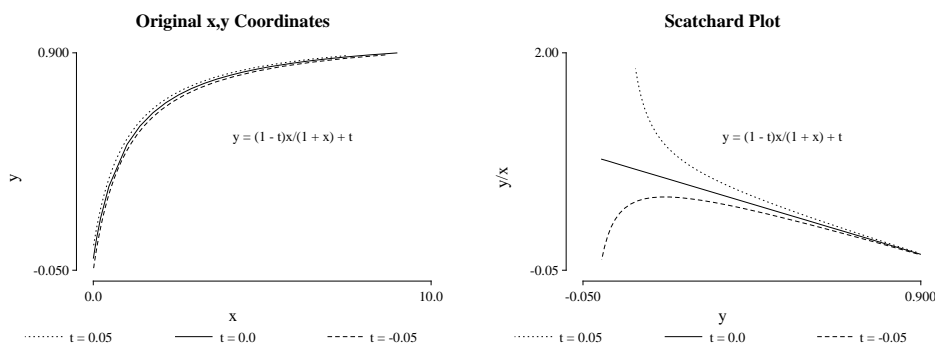 Original x,y Coordinates
0.900
y = (1 - t)x/(1 + x) + t
y
-0.050
0.0
10.0
x
t = 0.05
t = 0.0
t = -0.05
Scatchard Plot
2.00
y = (1 - t)x/(1 + x) + t
y/x
-0.05
-0.050
0.900
y
t = 0.05
t = 0.0
t = -0.05